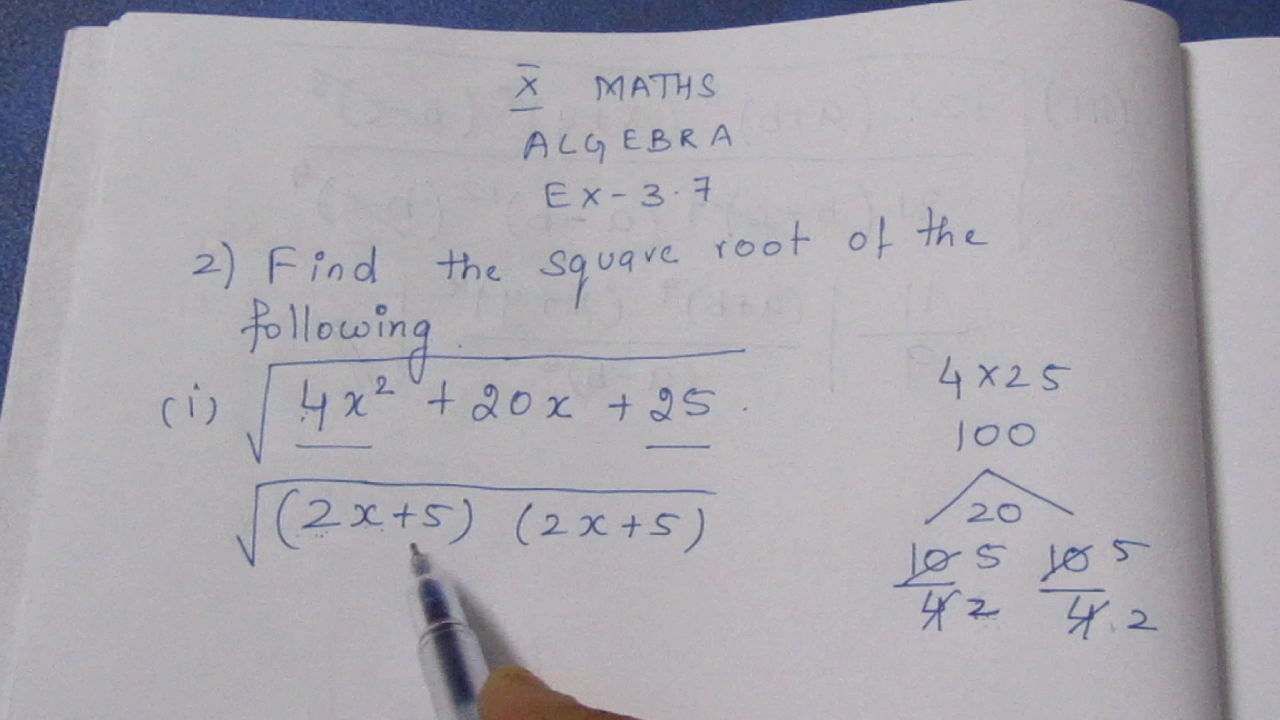 X MATHS
ALGEBRA
EX-3.7
2) Find the square root of the
following.
(i) √(4x² + 20x + 25)
√((2x+5) (2x+5))
4×25
100
20
10 5 10 5
4 2 4 2